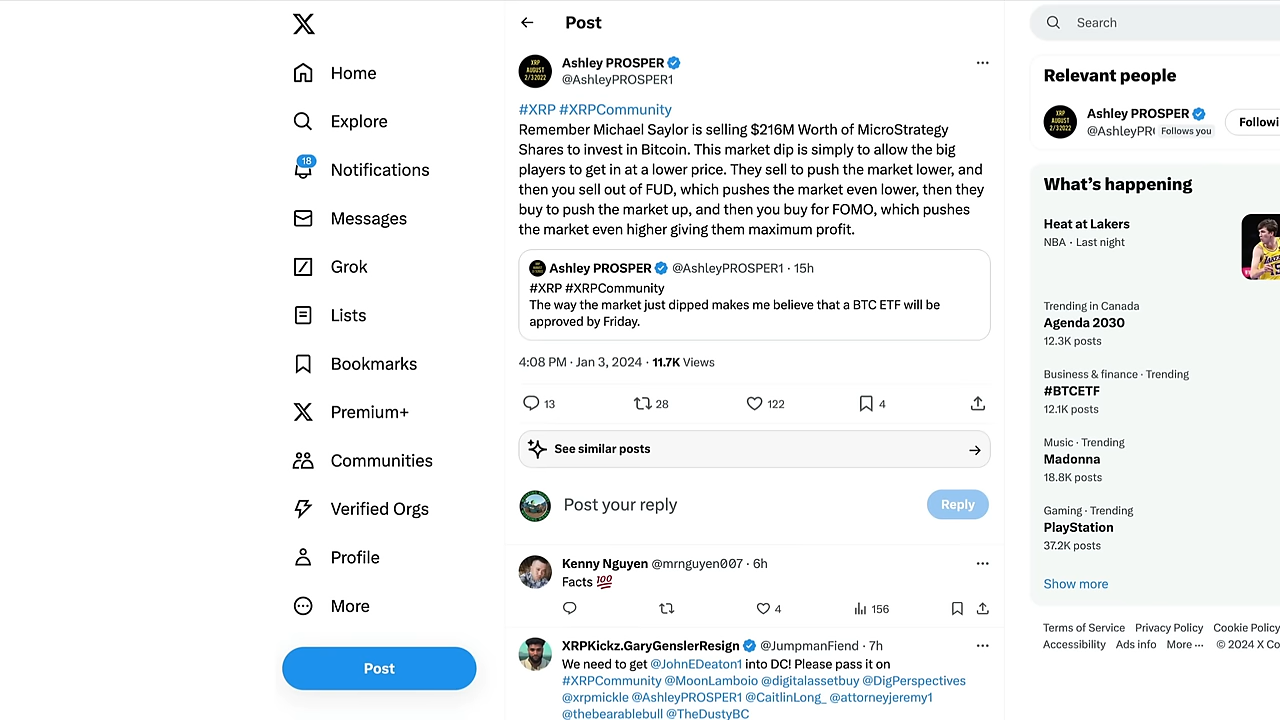 Home
Explore
18
Notifications
Messages
Grok
Lists
Bookmarks
Premium+
Communities
Verified Orgs
Profile
More
Post
Post
Ashley PROSPER
@AshleyPROSPER1
#XRP #XRPCommunity
Remember Michael Saylor is selling $216M Worth of MicroStrategy
Shares to invest in Bitcoin. This market dip is simply to allow the big
players to get in at a lower price. They sell to push the market lower, and
then you sell out of FUD, which pushes the market even lower, then they
buy to push the market up, and then you buy for FOMO, which pushes
the market even higher giving them maximum profit.
Ashley PROSPER @AshleyPROSPER1 · 15h
#XRP #XRPCommunity
The way the market just dipped makes me believe that a BTC ETF will be
approved by Friday.
4:08 PM · Jan 3, 2024 · 11.7K Views
13 28 122 4
See similar posts
Post your reply
Reply
Kenny Nguyen @mrnguyen007 · 6h
Facts 💯
4 156
XRPKickz.GaryGenslerResign @JumpmanFiend · 7h
We need to get @JohnEDeaton1 into DC! Please pass it on
#XRPCommunity @MoonLamboio @digitalassetbuy @DigPerspectives
@xrpmickle @AshleyPROSPER1 @CaitlinLong_ @attorneyjeremy1
@thebearablebull @TheDustyBC
Search
Relevant people
XRP
AUGUST
2/3 2022
Ashley PROSPER
@AshleyPR Follows you
Followi
What's happening
Heat at Lakers
NBA · Last night
Trending in Canada
Agenda 2030
12.3K posts
Business & finance · Trending
#BTCETF
12.1K posts
Music · Trending
Madonna
18.8K posts
Gaming · Trending
PlayStation
37.2K posts
Show more
Terms of Service Privacy Policy Cookie Policy
Accessibility Ads info More ··· © 2024 X Co